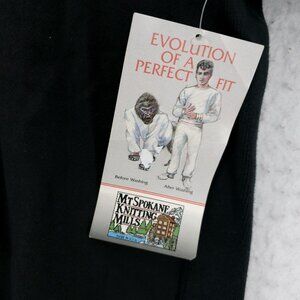 EVOLUTION
OF A
PERFECT FIT
Before Washing
After Washing
MT SPOKANE
KNITTING
MILLS